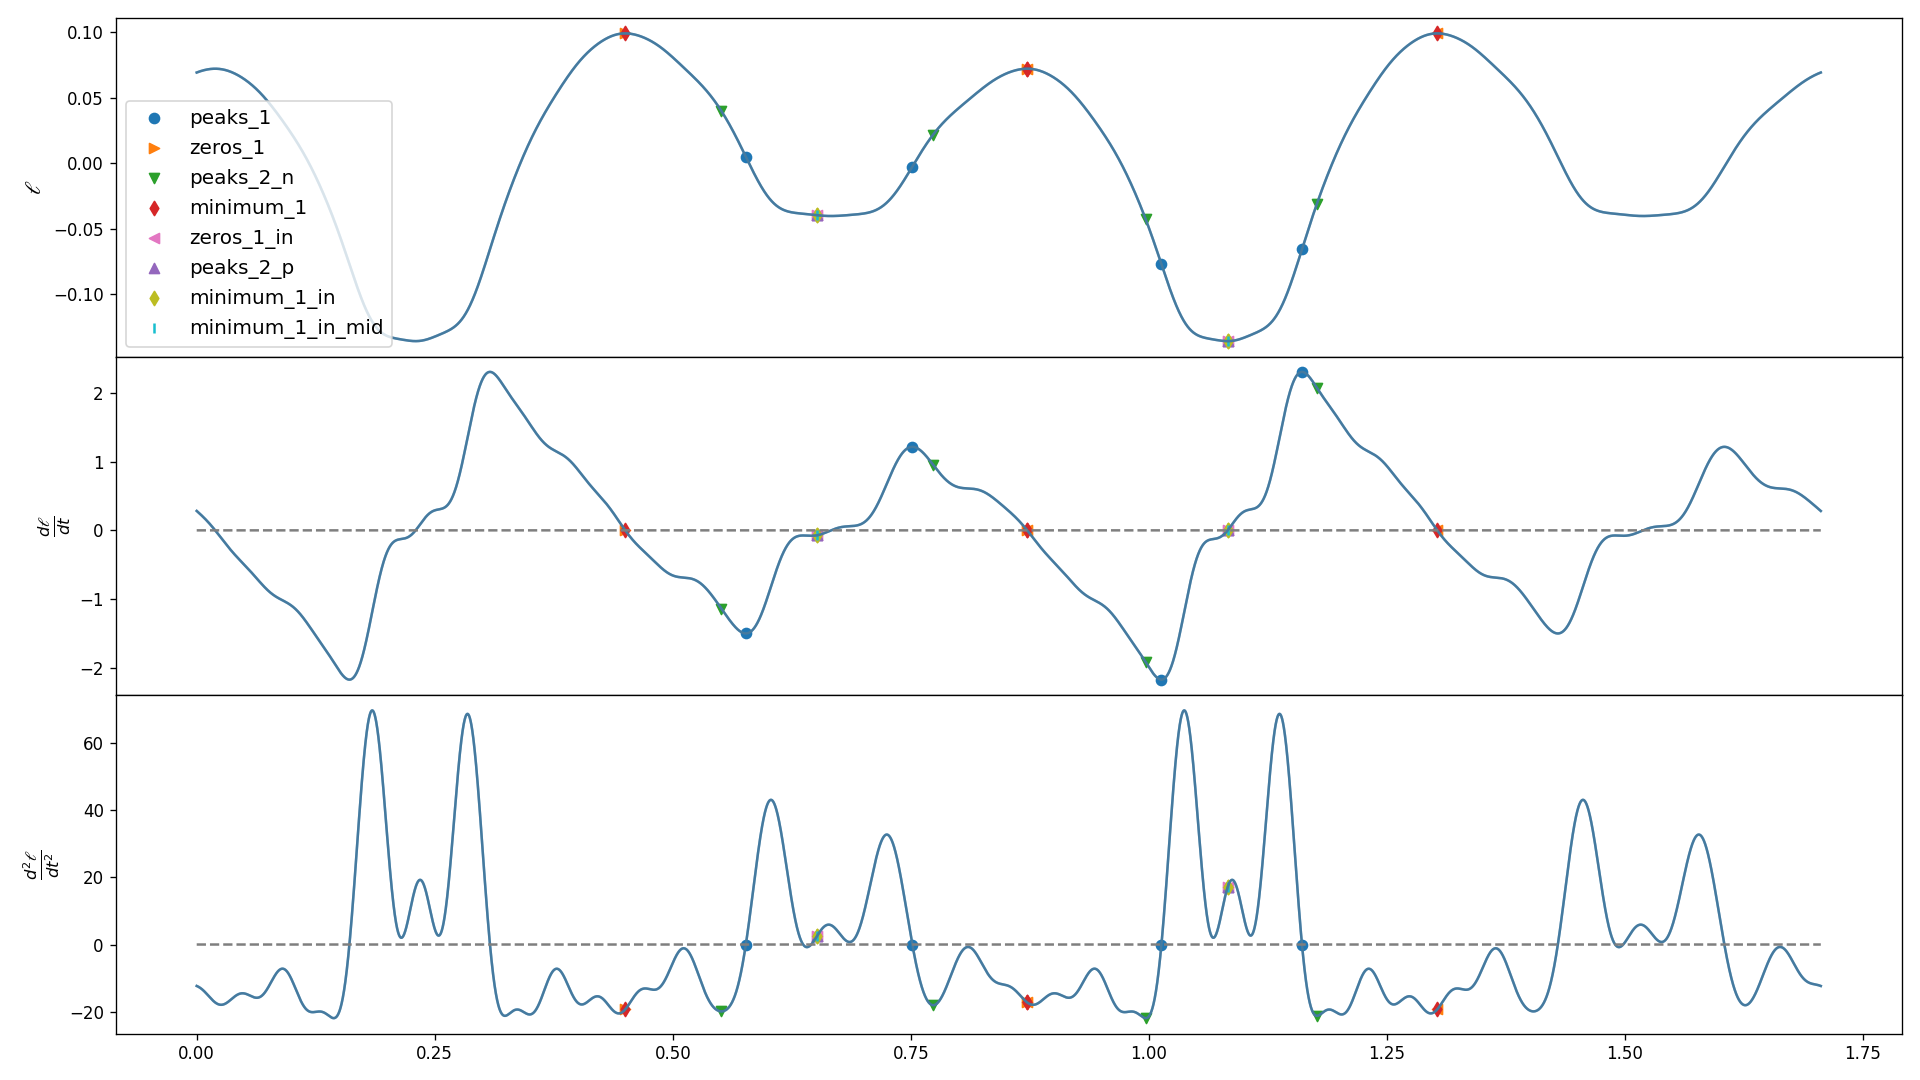 0.10
0.05
0.00
−0.05
−0.10
ℓ
peaks_1
zeros_1
peaks_2_n
minimum_1
zeros_1_in
peaks_2_p
minimum_1_in
minimum_1_in_mid
2
1
0
−1
−2
dℓ
dt
60
40
20
0
−20
d²ℓ
dt²
0.00 0.25 0.50 0.75 1.00 1.25 1.50 1.75